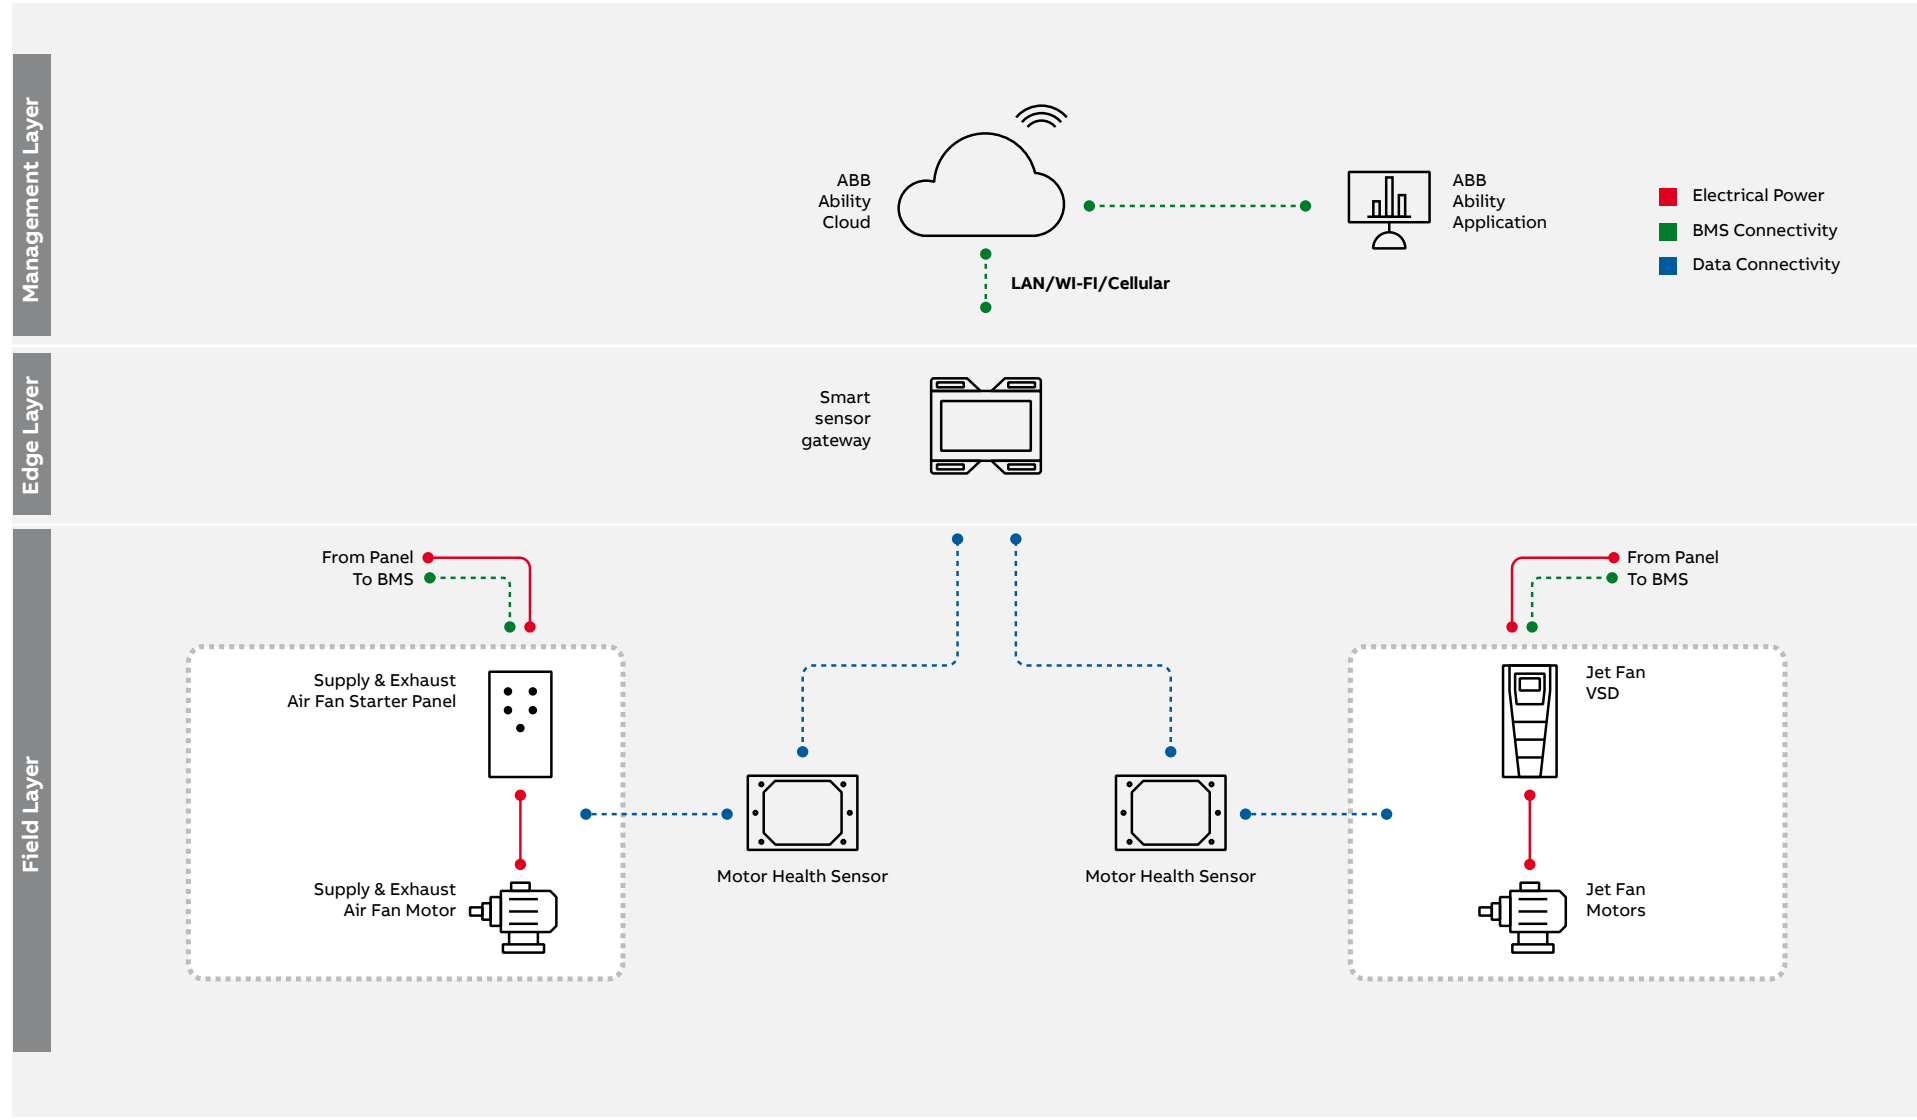 Management Layer
ABB
Ability
Cloud
ABB
Ability
Application
Electrical Power
BMS Connectivity
Data Connectivity
LAN/WI-FI/Cellular
Edge Layer
Smart
sensor
gateway
Field Layer
From Panel
To BMS
From Panel
To BMS
Supply & Exhaust
Air Fan Starter Panel
Jet Fan
VSD
Motor Health Sensor
Motor Health Sensor
Supply & Exhaust
Air Fan Motor
Jet Fan
Motors